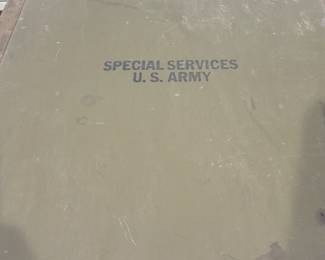 SPECIAL SERVICES
U. S. ARMY